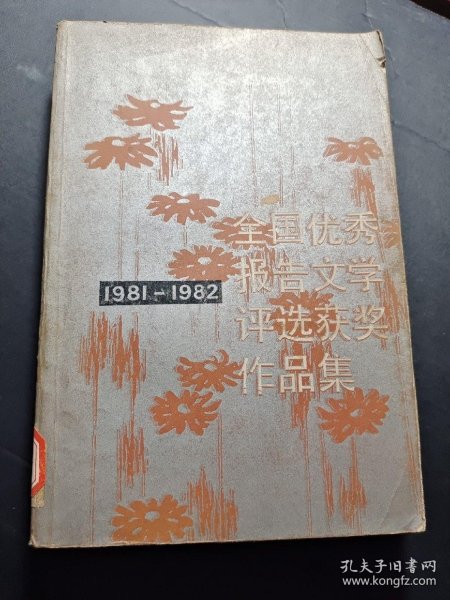 全国优秀
报告文学
1981-1982
评选获奖
作品集
孔夫子旧书网
www.kongfz.com